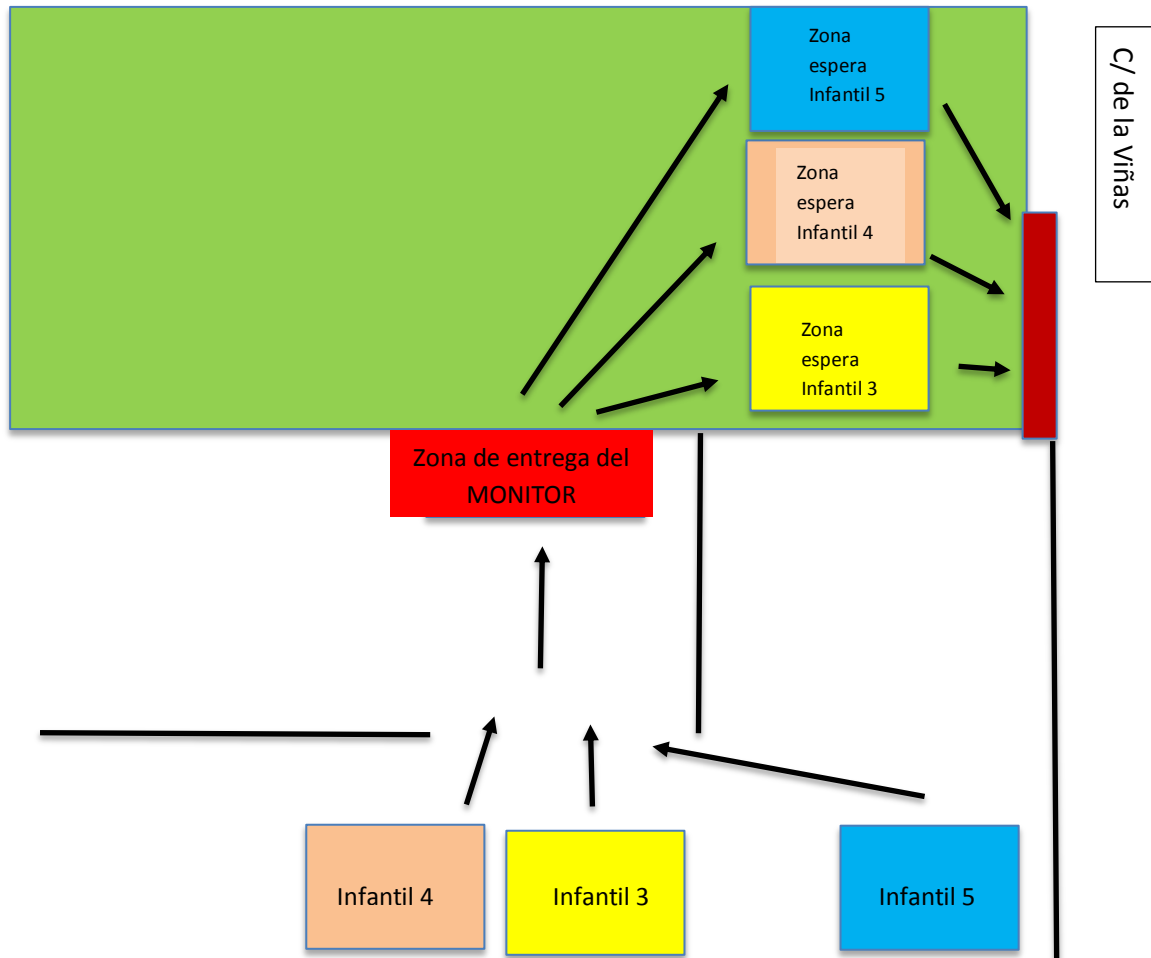 Zona
espera
Infantil 5
C/ de la Viñas
Zona
espera
Infantil 4
Zona
espera
Infantil 3
Zona de entrega del
MONITOR
Infantil 4
Infantil 3
Infantil 5